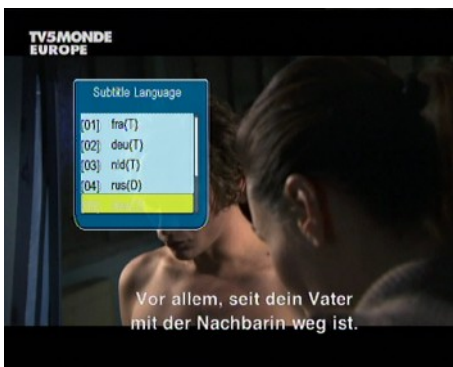 TV5MONDE
EUROPE
Subtitle Language
[01] fra(T)
[02] deu(T)
[03] nld(T)
[04] rus(D)
Vor allem, seit dein Vater
mit der Nachbarin weg ist.